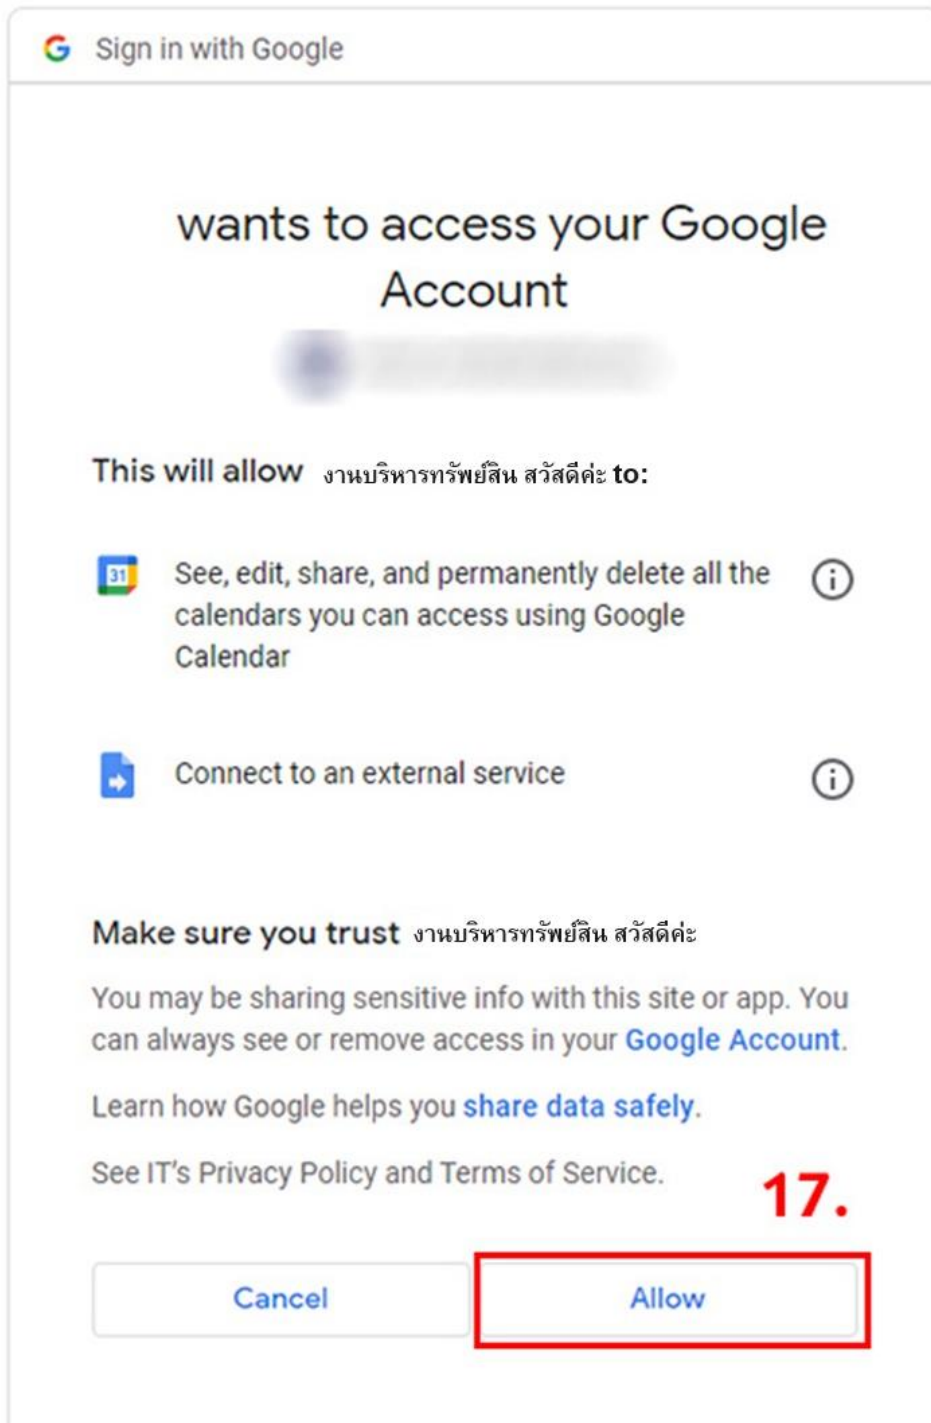 Sign in with Google
wants to access your Google
Account
This will allow งานบริหารทรัพย์สิน สวัสดีค่ะ to:
31
See, edit, share, and permanently delete all the
calendars you can access using Google
Calendar
Connect to an external service
Make sure you trust งานบริหารทรัพย์สิน สวัสดีค่ะ
You may be sharing sensitive info with this site or app. You
can always see or remove access in your Google Account.
Learn how Google helps you share data safely.
See IT's Privacy Policy and Terms of Service.
17.
Cancel
Allow